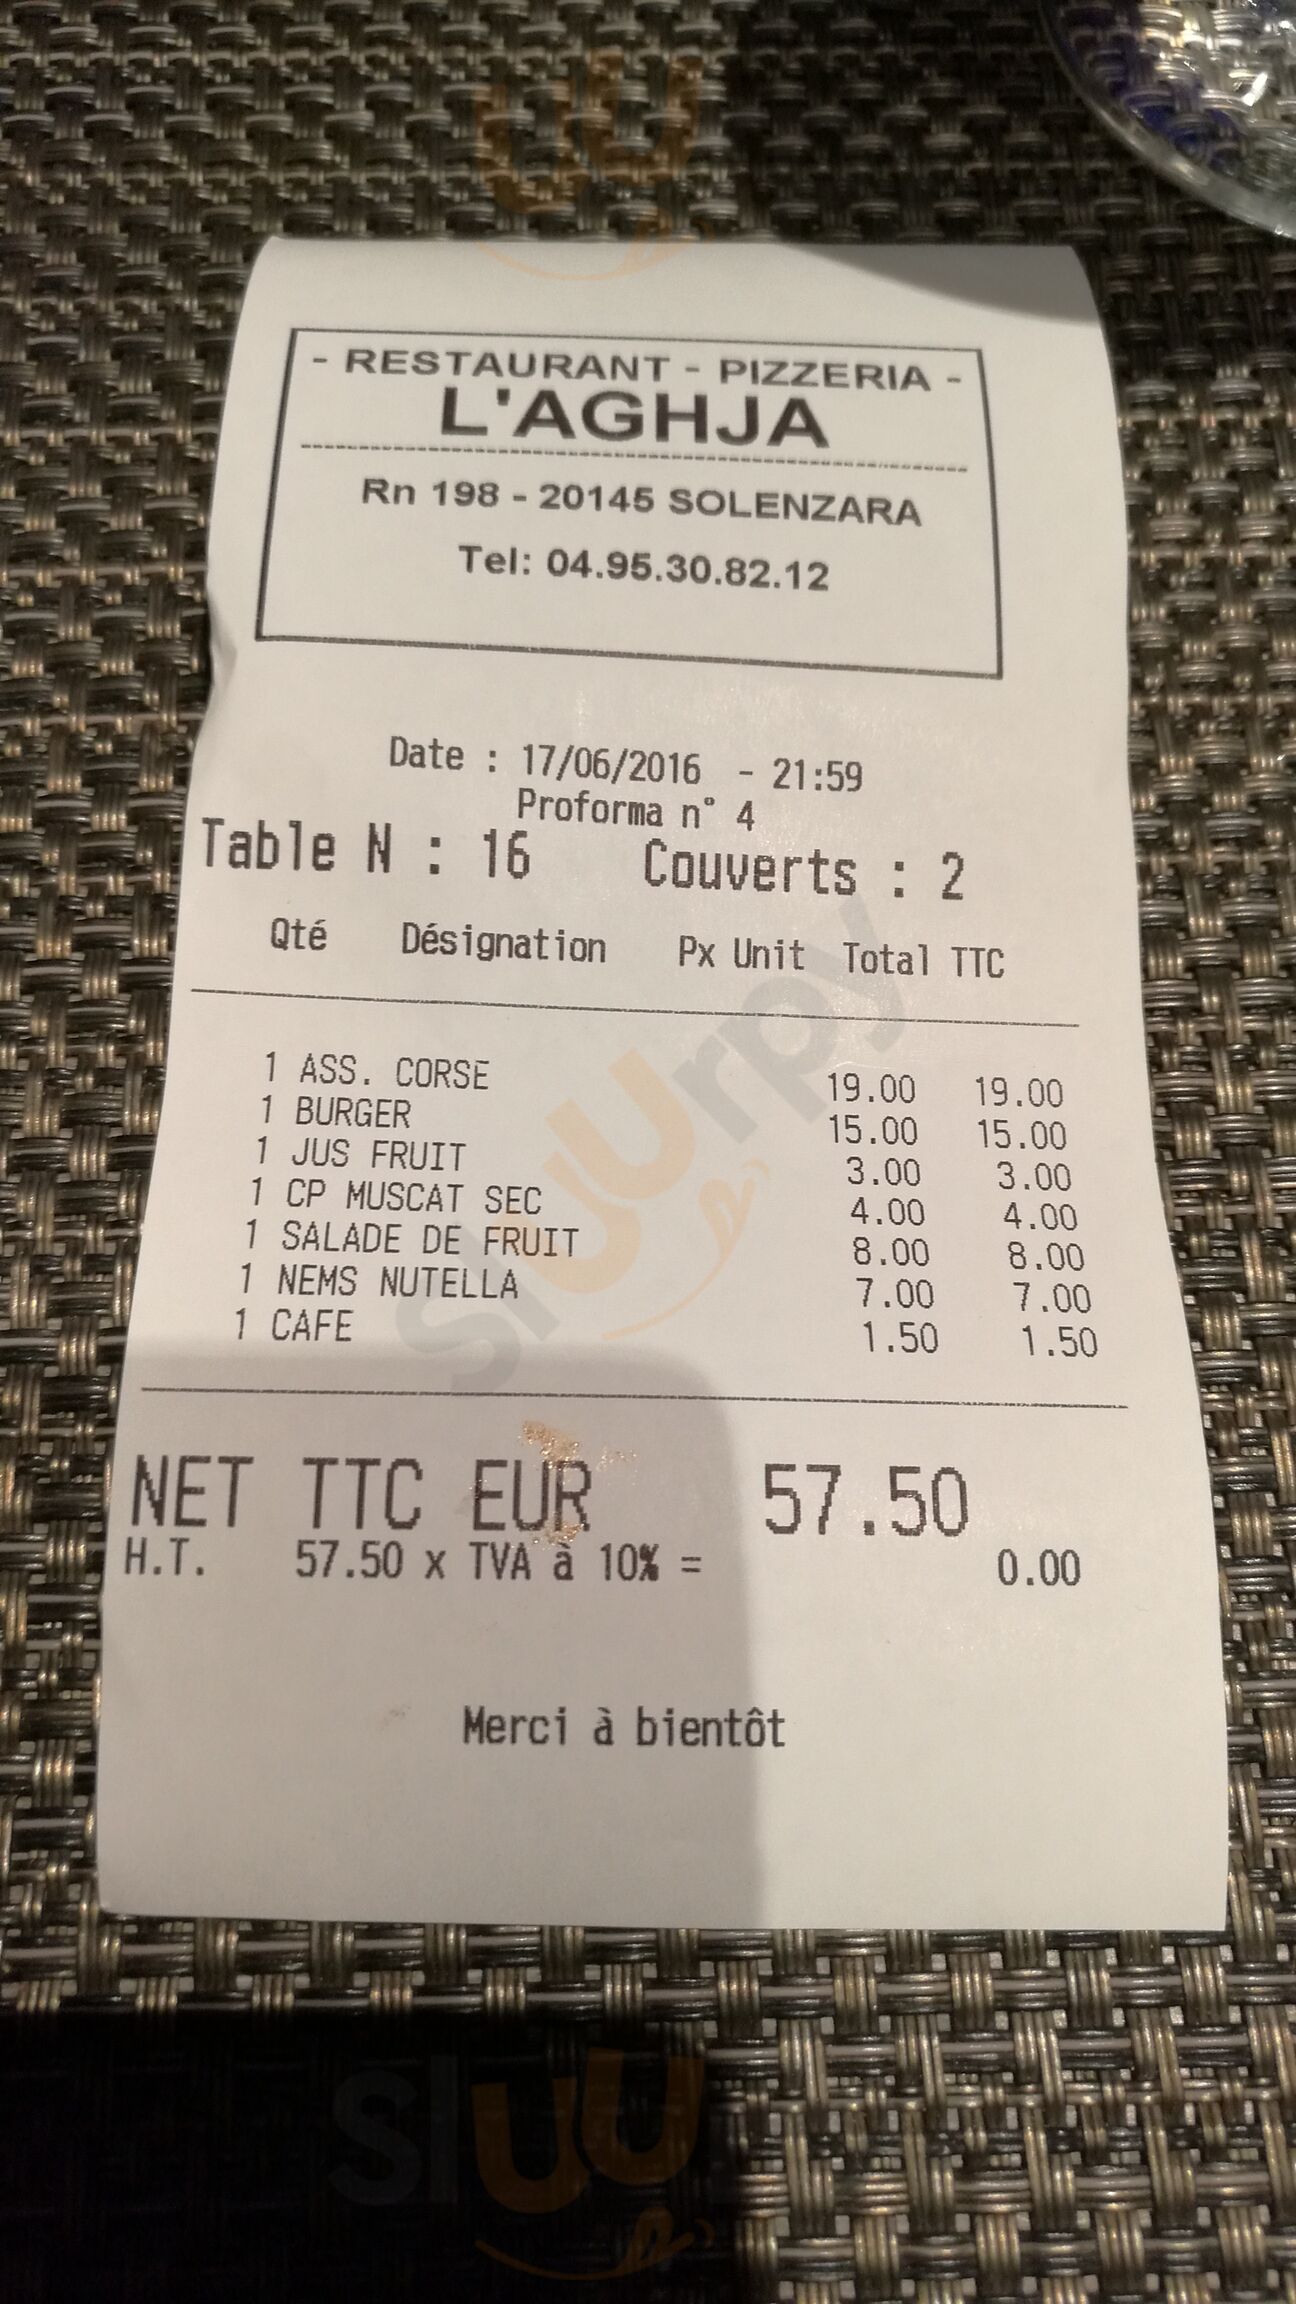 - RESTAURANT - PIZZERIA -
L'AGHJA
Rn 198 - 20145 SOLENZARA
Tel: 04.95.30.82.12
Date : 17/06/2016 - 21:59
Proforma n° 4
Table N : 16 Couverts : 2
Qté Désignation Px Unit Total TTC
1 ASS. CORSE 19.00 19.00
1 BURGER 15.00 15.00
1 JUS FRUIT 3.00 3.00
1 CP MUSCAT SEC 4.00 4.00
1 SALADE DE FRUIT 8.00 8.00
1 NEMS NUTELLA 7.00 7.00
1 CAFE 1.50 1.50
NET TTC EUR 57.50
H.T. 57.50 x TVA à 10% = 0.00
Merci à bientôt
sluurpy